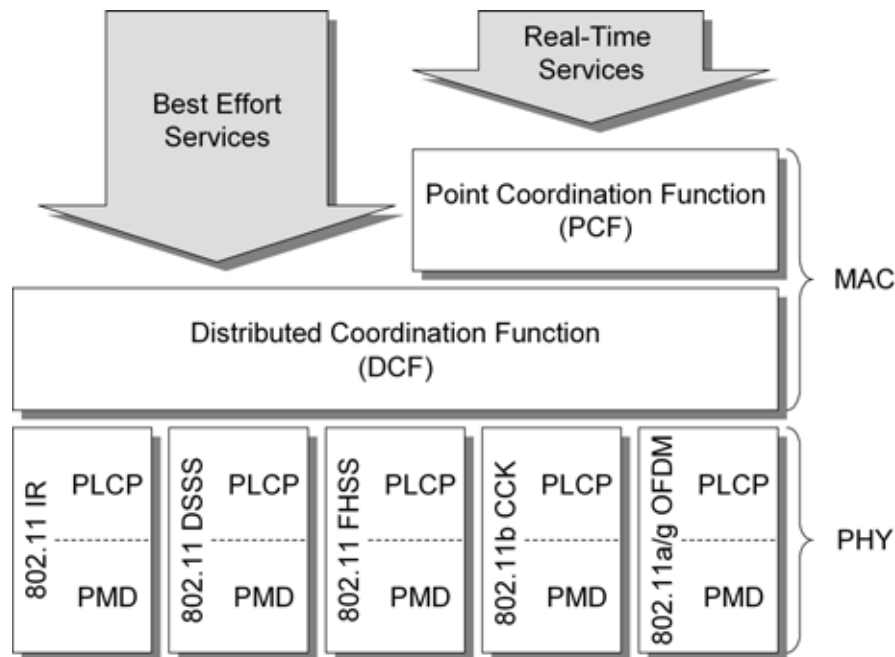 Best Effort
Services
Real-Time
Services
Point Coordination Function
(PCF)
MAC
Distributed Coordination Function
(DCF)
802.11 IR
PLCP
PMD
802.11 DSSS
PLCP
PMD
802.11 FHSS
PLCP
PMD
802.11b CCK
PLCP
PMD
802.11a/g OFDM
PLCP
PMD
PHY